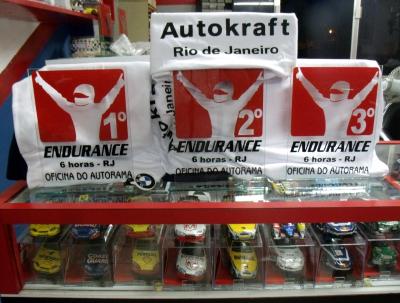 Autokraft
Rio de Janeiro
1º
ENDURANCE
6 horas - RJ
OFICINA DO AUTORAMA
2º
ENDURANCE
6 horas - RJ
OFICINA DO AUTORAMA
3º
ENDURANCE
6 horas - RJ
OFICINA DO AUTORAMA
Janeiro